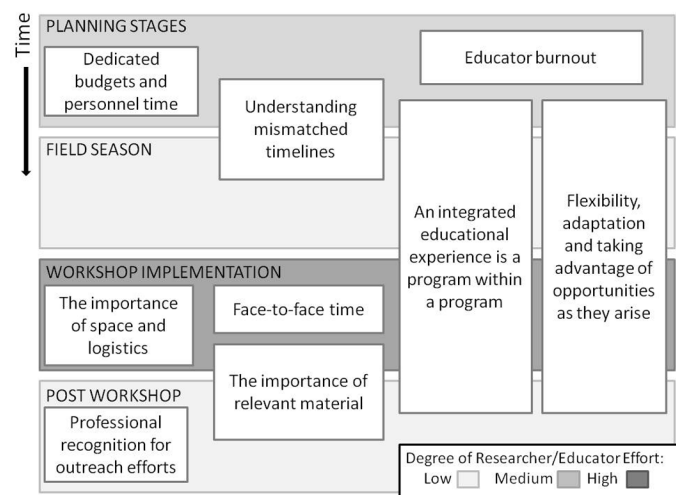 Time
PLANNING STAGES
Dedicated
budgets and
personnel time
Educator burnout
Understanding
mismatched
timelines
FIELD SEASON
An integrated
educational
experience is a
program within
a program
Flexibility,
adaptation
and taking
advantage of
opportunities
as they arise
WORKSHOP IMPLEMENTATION
The importance
of space and
logistics
Face-to-face time
The importance of
relevant material
POST WORKSHOP
Professional
recognition for
outreach efforts
Degree of Researcher/Educator Effort:
Low Medium High